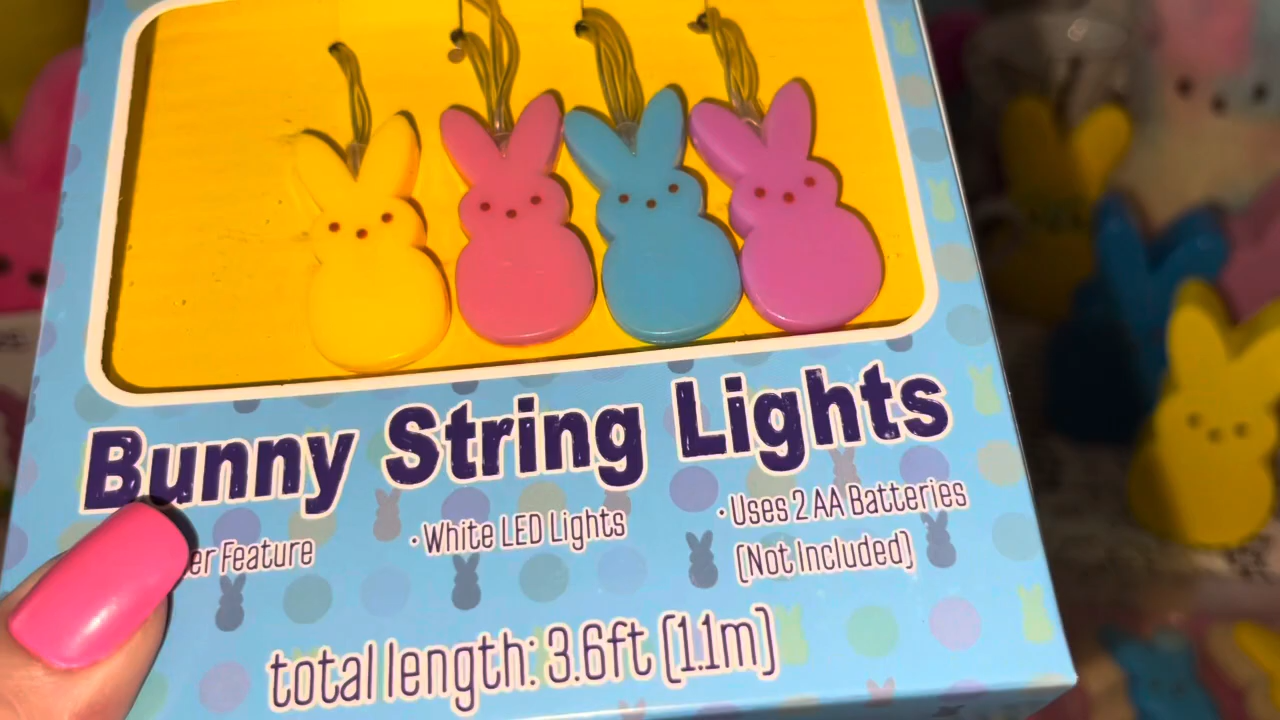 Bunny String Lights
er Feature
· White LED Lights
· Uses 2 AA Batteries
(Not Included)
total length: 3.6ft (1.1m)